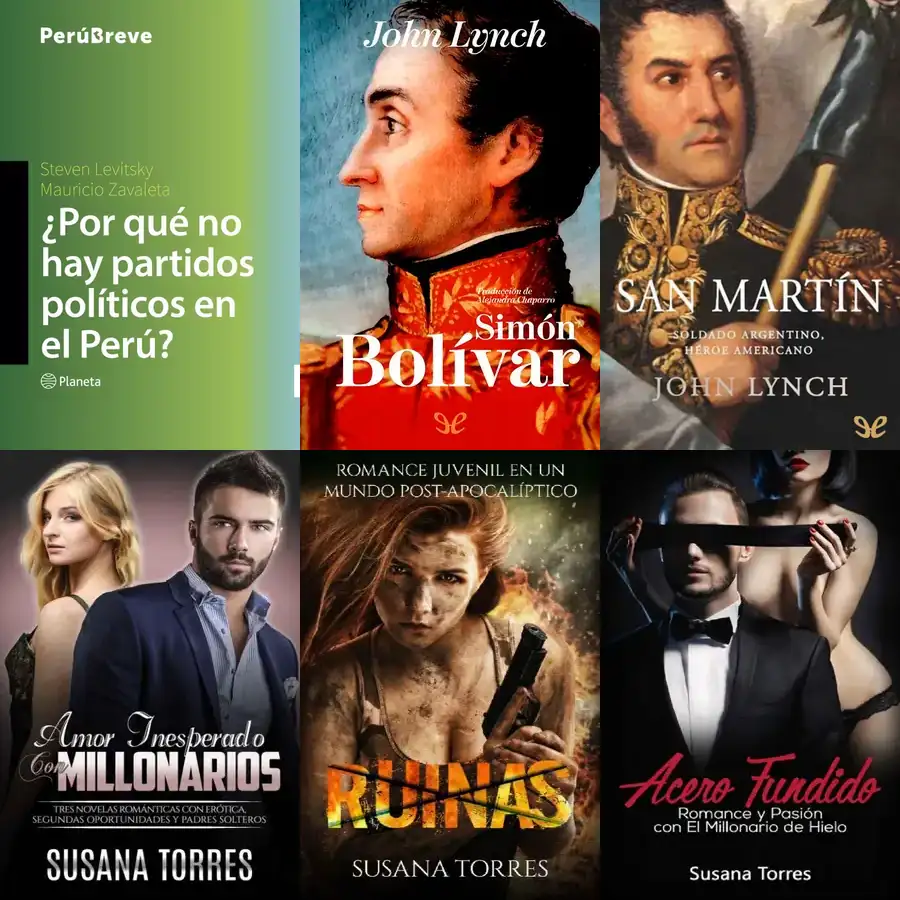 PerúBreve
Steven Levitsky
Mauricio Zavaleta
¿Por qué no
hay partidos
políticos en
el Perú?
Planeta
John Lynch
Traducción de
Alejandra Chaparro
Simón
Bolívar
SAN MARTÍN
SOLDADO ARGENTINO,
HÉROE AMERICANO
JOHN LYNCH
Amor Inesperado
Con MILLONARIOS
TRES NOVELAS ROMÁNTICAS CON ERÓTICA,
SEGUNDAS OPORTUNIDADES Y PADRES SOLTEROS
SUSANA TORRES
ROMANCE JUVENIL EN UN
MUNDO POST-APOCALÍPTICO
RUINAS
SUSANA TORRES
Acero Fundido
Romance y Pasión
con El Millonario de Hielo
Susana Torres